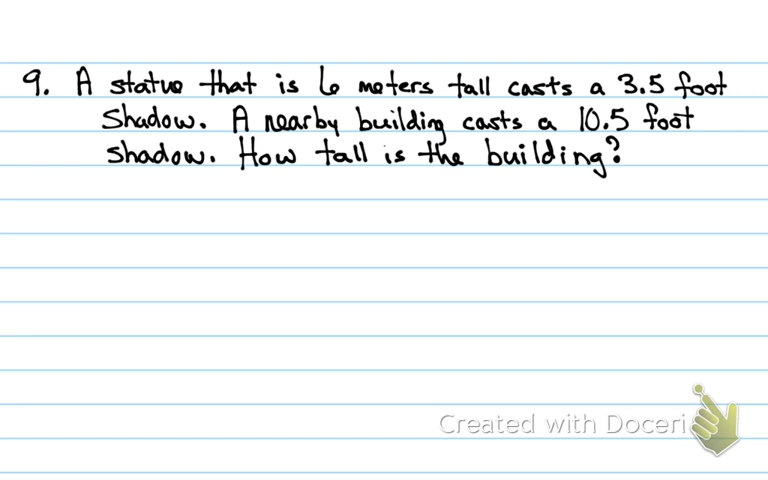 9. A statue that is 6 meters tall casts a 3.5 foot
shadow. A nearby building casts a 10.5 foot
shadow. How tall is the building?
Created with Doceri